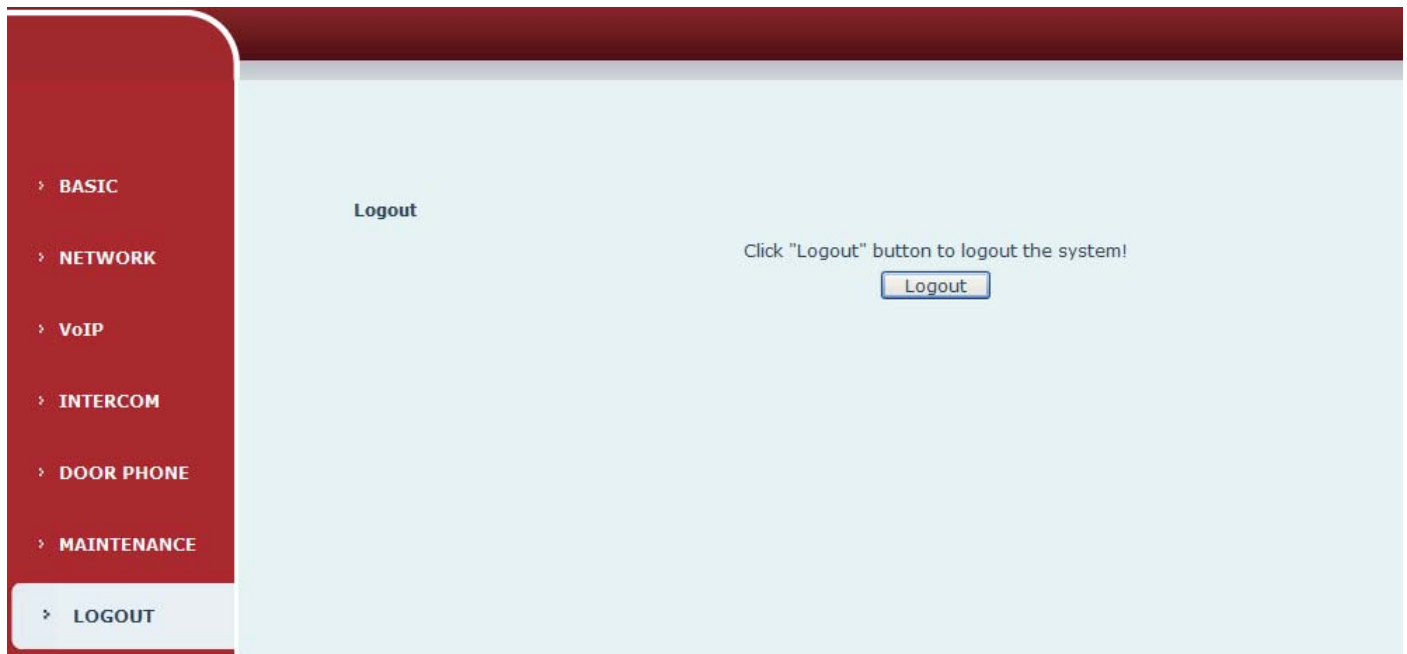 BASIC
NETWORK
VoIP
INTERCOM
DOOR PHONE
MAINTENANCE
LOGOUT
Logout
Click "Logout" button to logout the system!
Logout